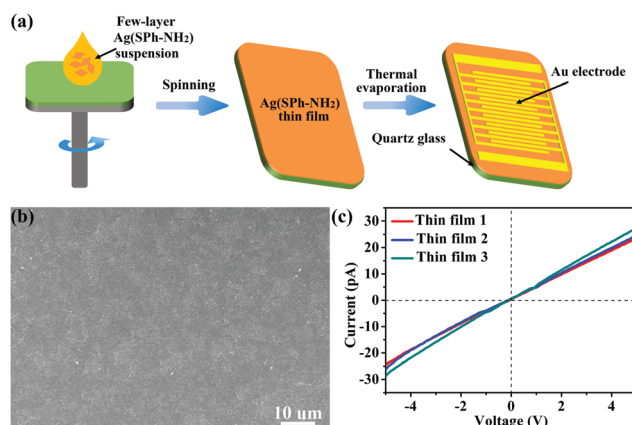 (a)
Few-layer
Ag(SPh-NH2)
suspension
Spinning
Ag(SPh-NH2)
thin film
Thermal
evaporation
Au electrode
Quartz glass
(b)
10 um
(c)
Thin film 1
Thin film 2
Thin film 3
30
20
10
0
-10
-20
-30
Current (pA)
-4 -2 0 2 4
Voltage (V)